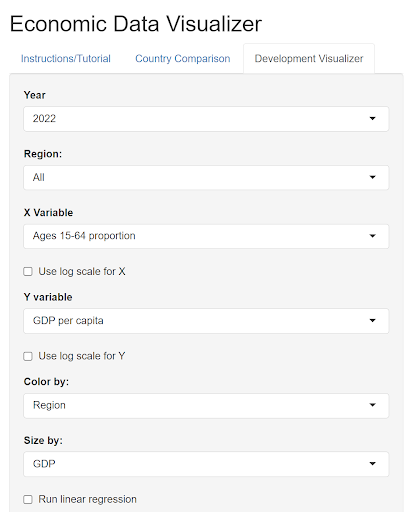 Economic Data Visualizer
Instructions/Tutorial Country Comparison Development Visualizer
Year
2022
Region:
All
X Variable
Ages 15-64 proportion
Use log scale for X
Y variable
GDP per capita
Use log scale for Y
Color by:
Region
Size by:
GDP
Run linear regression